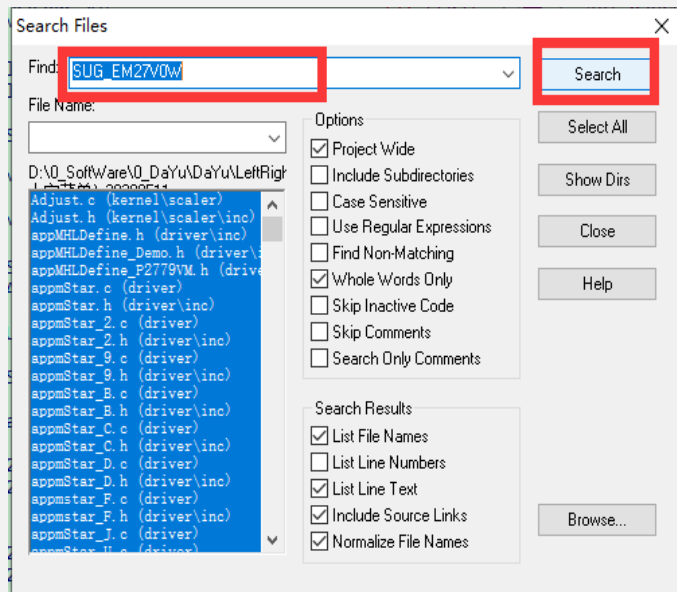 Search Files
Find:
SUG_EM27V0W
Search
File Name:
Select All
D:\0_SoftWare\0_DaYu\DaYu\LeftRigh
Adjust.c (kernel\scaler)
Adjust.h (kernel\scaler\inc)
appMHLDefine.h (driver\inc)
appMHLDefine_Demo.h (driver\i
appMHLDefine_P2779VM.h (drive
appmStar.c (driver)
appmStar.h (driver\inc)
appmStar_2.c (driver)
appmStar_2.h (driver\inc)
appmStar_9.c (driver)
appmStar_9.h (driver\inc)
appmStar_B.c (driver)
appmStar_B.h (driver\inc)
appmStar_C.c (driver)
appmStar_C.h (driver\inc)
appmStar_D.c (driver)
appmStar_D.h (driver\inc)
appmstar_F.c (driver)
appmstar_F.h (driver\inc)
appmStar_J.c (driver)
Options
Project Wide
Include Subdirectories
Case Sensitive
Use Regular Expressions
Find Non-Matching
Whole Words Only
Skip Inactive Code
Skip Comments
Search Only Comments
Show Dirs
Close
Help
Search Results
List File Names
List Line Numbers
List Line Text
Include Source Links
Normalize File Names
Browse...